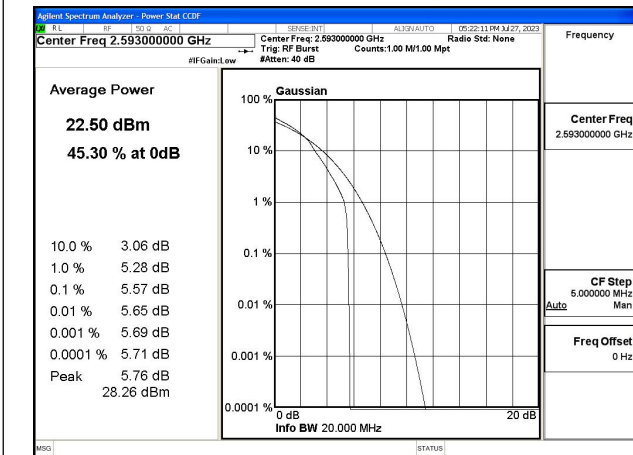 Agilent Spectrum Analyzer - Power Stat CCDF
LXI RL RF 50 Ω AC SENSE:INT ALIGNAUTO 05:22:11 PM Jul 27, 2023
Center Freq 2.593000000 GHz
Center Freq: 2.593000000 GHz Radio Std: None
Trig: RF Burst Counts:1.00 M/1.00 Mpt
#IFGain:Low #Atten: 40 dB
Frequency
Average Power
22.50 dBm
45.30 % at 0dB
10.0 % 3.06 dB
1.0 % 5.28 dB
0.1 % 5.57 dB
0.01 % 5.65 dB
0.001 % 5.69 dB
0.0001 % 5.71 dB
Peak 5.76 dB
28.26 dBm
Gaussian
100 %
10 %
1 %
0.1 %
0.01 %
0.001 %
0.0001 %
0 dB 20 dB
Info BW 20.000 MHz
Center Freq
2.593000000 GHz
CF Step
5.000000 MHz
Auto Man
Freq Offset
0 Hz
MSG STATUS